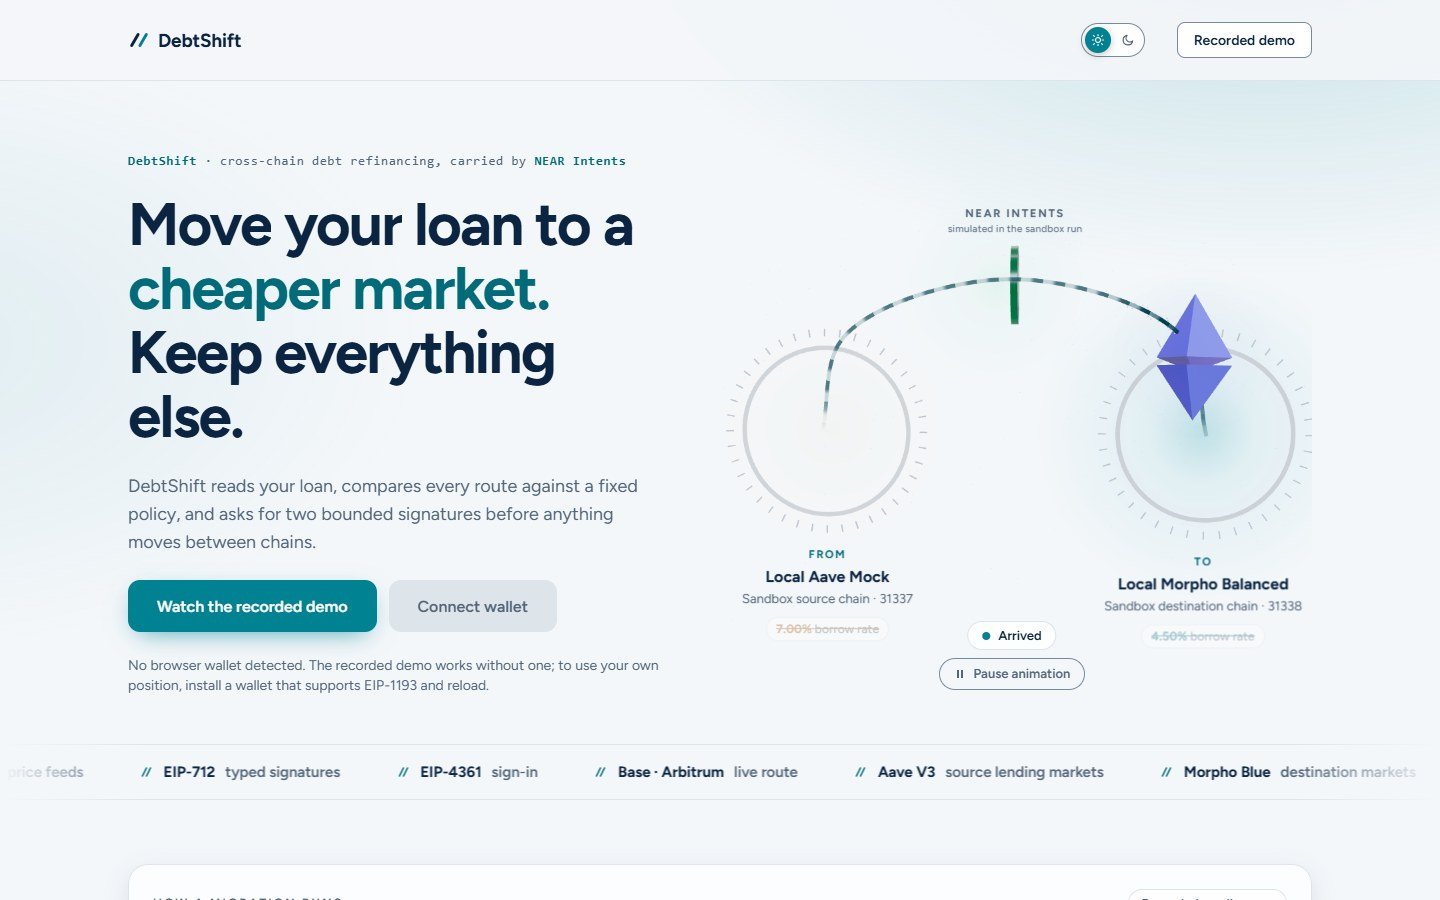 DebtShift
Recorded demo
DebtShift · cross-chain debt refinancing, carried by NEAR Intents
Move your loan to a
cheaper market.
Keep everything
else.
DebtShift reads your loan, compares every route against a fixed
policy, and asks for two bounded signatures before anything
moves between chains.
Watch the recorded demo
Connect wallet
No browser wallet detected. The recorded demo works without one; to use your own
position, install a wallet that supports EIP-1193 and reload.
NEAR INTENTS
simulated in the sandbox run
FROM
Local Aave Mock
Sandbox source chain · 31337
7.00% borrow rate
TO
Local Morpho Balanced
Sandbox destination chain · 31338
4.50% borrow rate
Arrived
Pause animation
price feeds // EIP-712 typed signatures // EIP-4361 sign-in // Base · Arbitrum live route // Aave V3 source lending markets // Morpho Blue destination markets